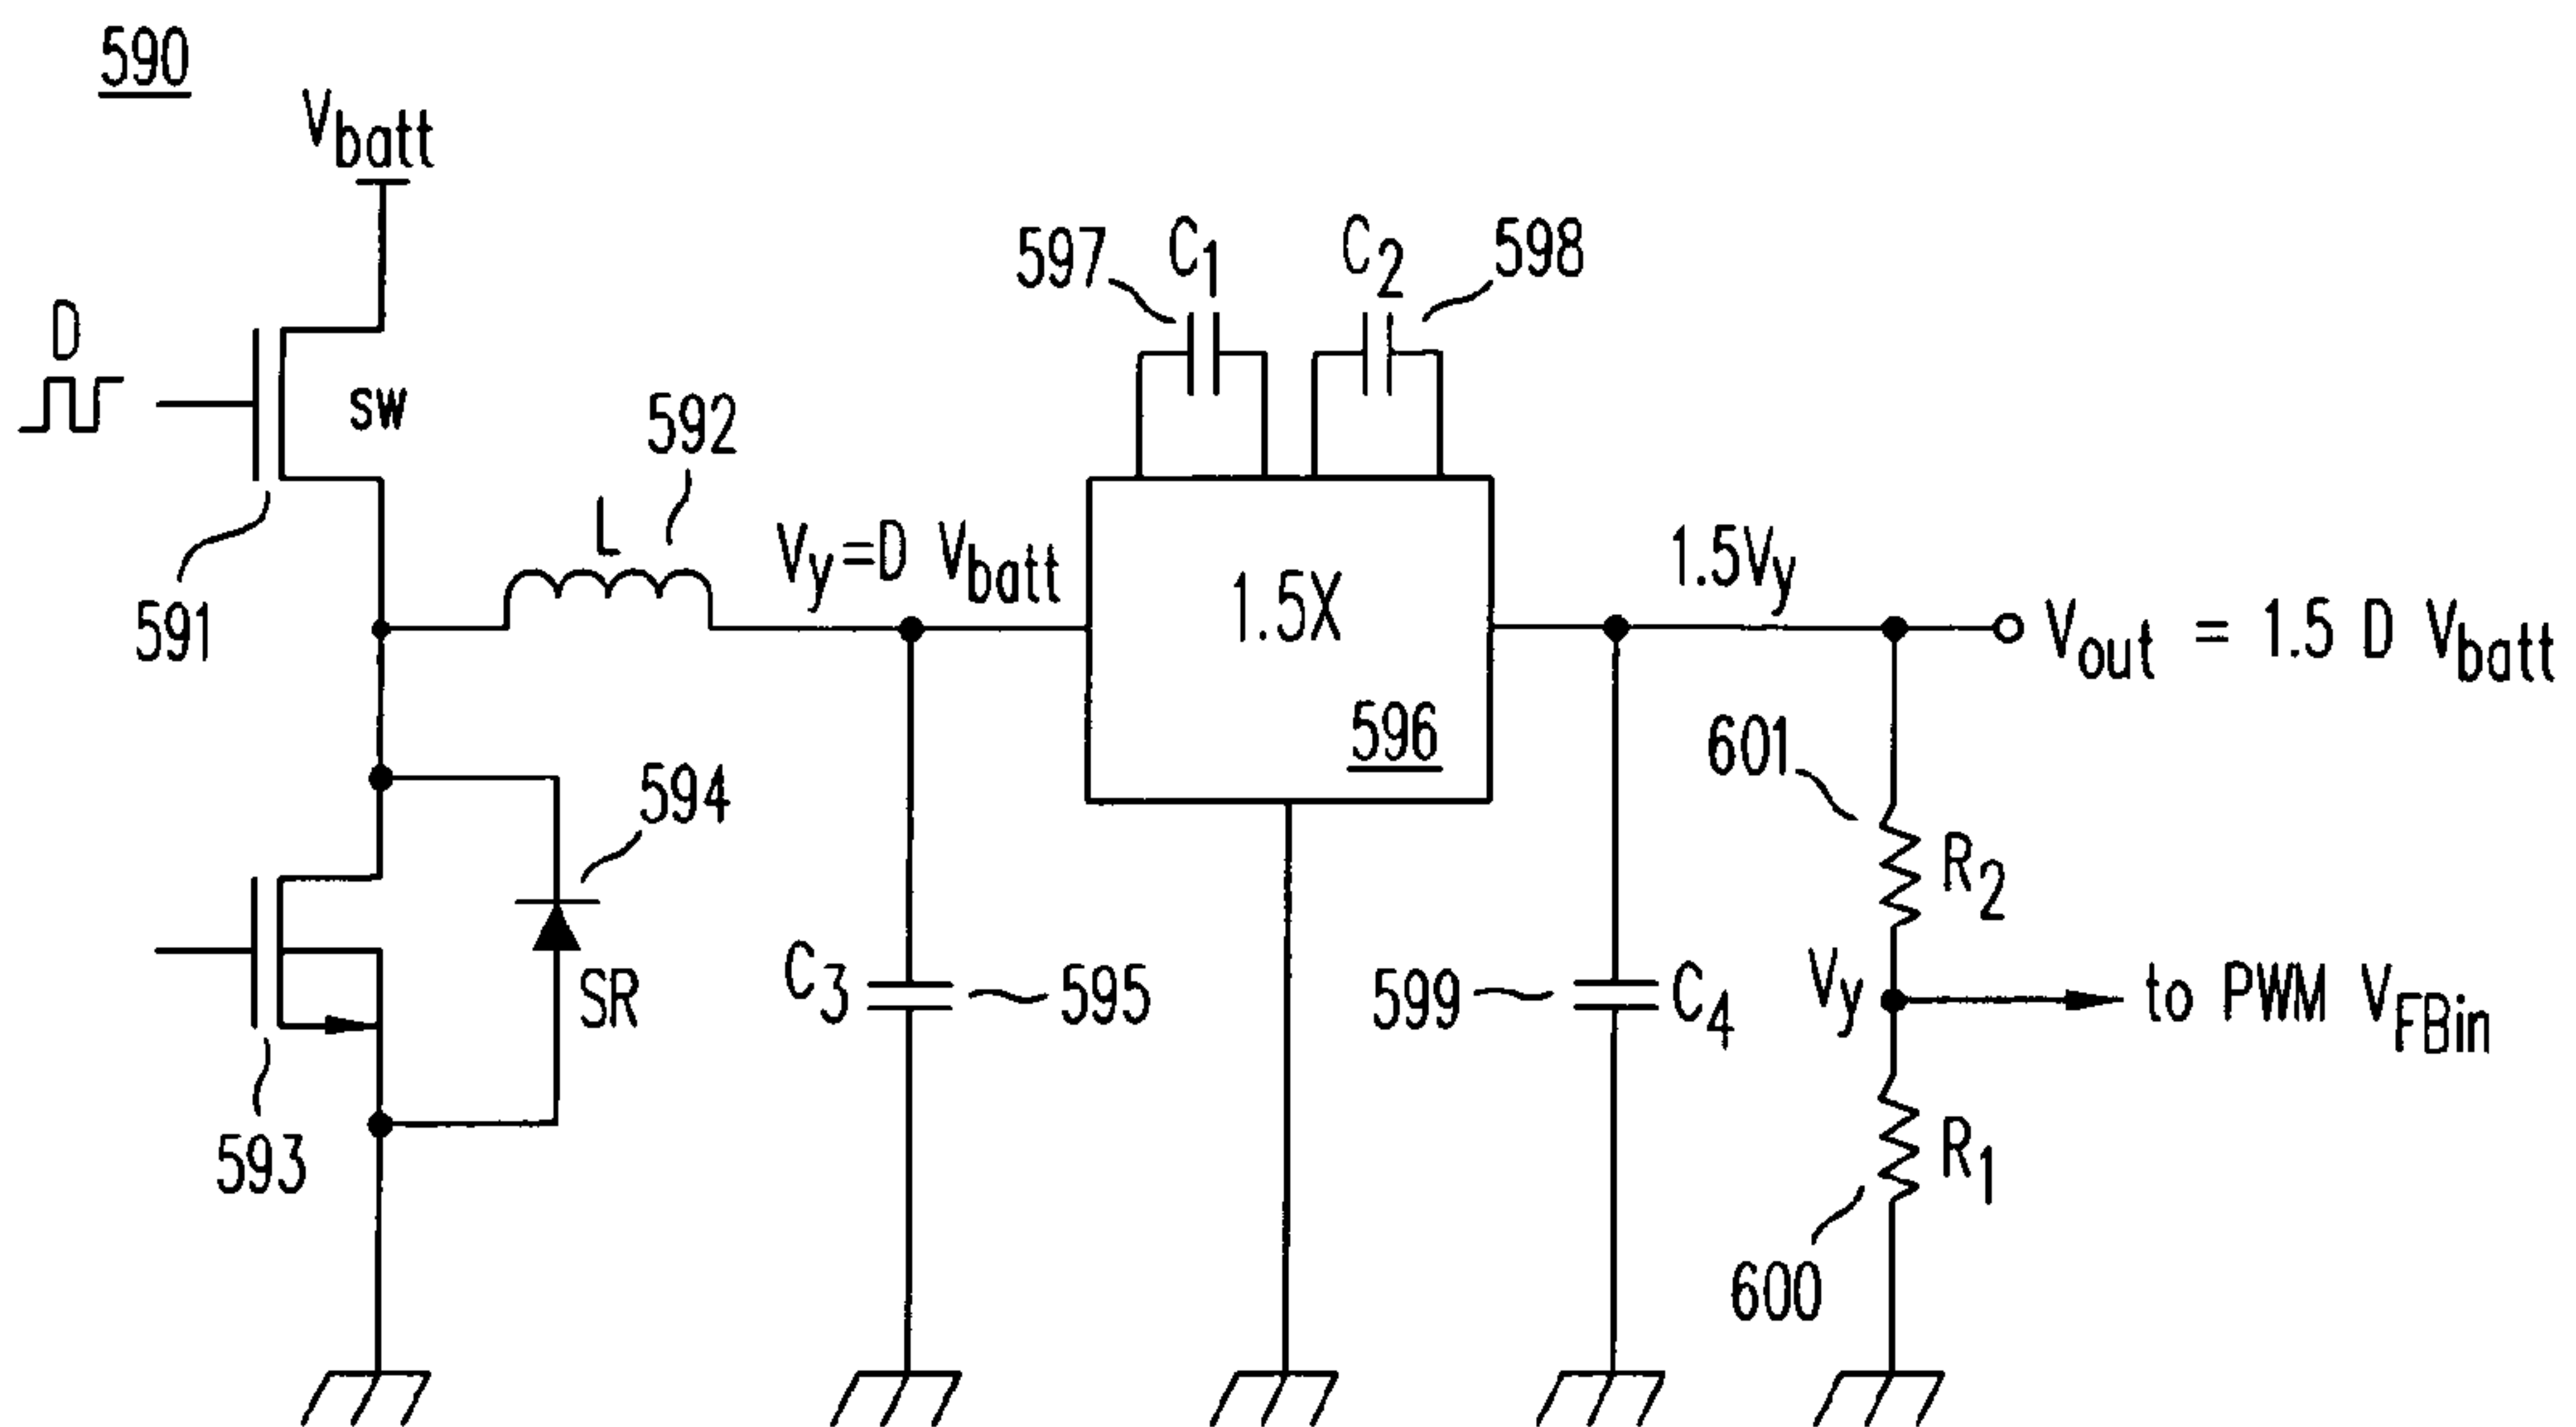 590
Vbatt
D
sw
591
L
592
Vy=D Vbatt
597
C1
C2
598
1.5X
596
1.5Vy
Vout = 1.5 D Vbatt
594
SR
593
C3
595
599
C4
601
R2
Vy
to PWM VFBin
R1
600